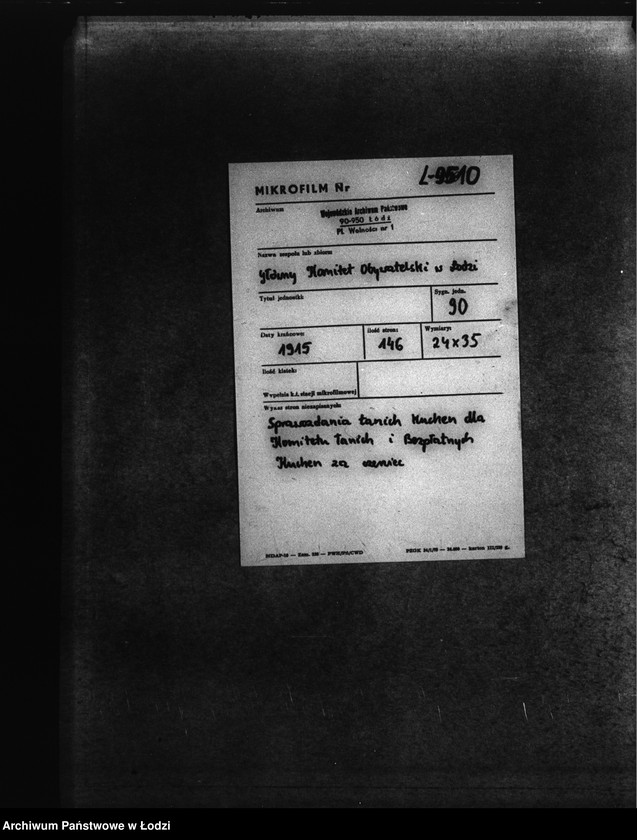 MIKROFILM Nr L-9510
Archiwum
Wojewódzkie Archiwum Państwowe
90-950 Łódź
Pl. Wolności nr 1
Nazwa zespołu lub zbioru
Główny Komitet Obywatelski w Łodzi
Tytuł jednostki:
Sygn. jedn.
90
Daty krańcowe:
1915
Ilość stron:
146
Wymiary:
24x35
Ilość klatek:
Wypełnia k.t. stacji mikrofilmowej
Wykaz stron niezapisanych:
Sprawozdania tanich Kuchen dla
Komitetu Tanich i Bezpłatnych
Kuchen za czerwiec
Archiwum Państwowe w Łodzi